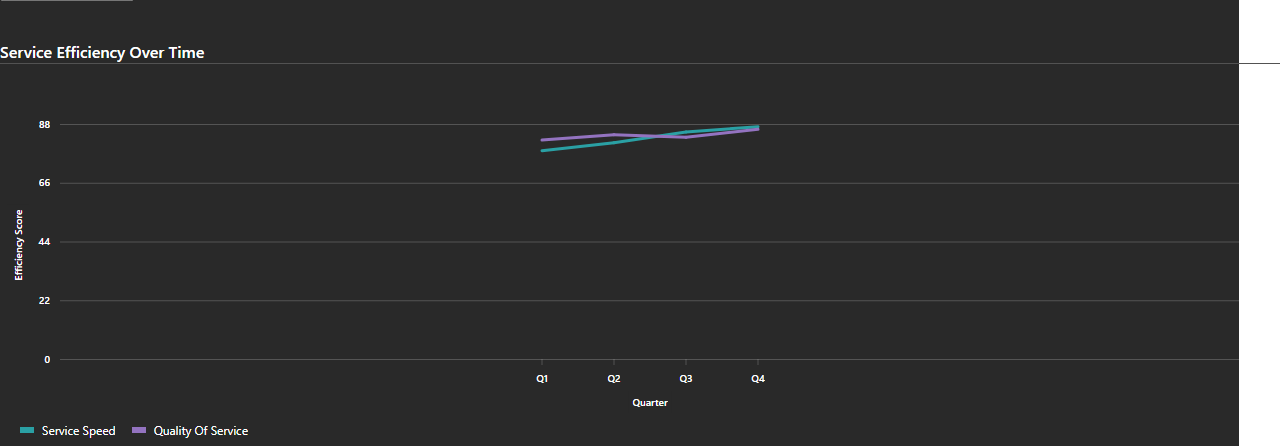 Service Efficiency Over Time
88
66
44
22
0
Efficiency Score
Q1 Q2 Q3 Q4
Quarter
Service Speed Quality Of Service